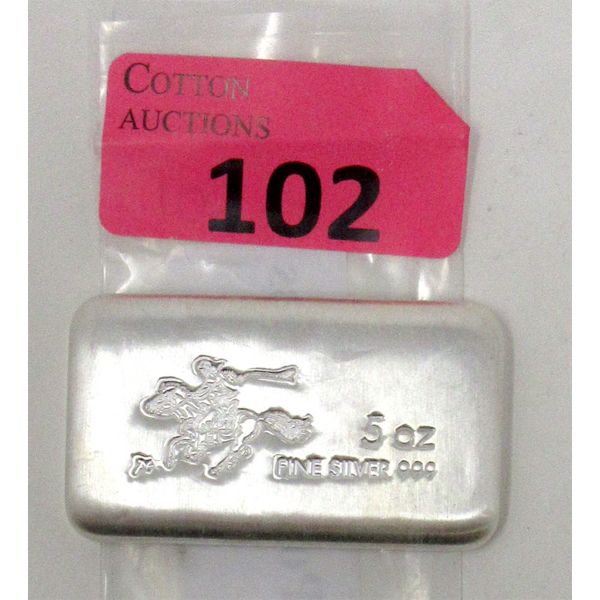 COTTON
AUCTIONS
102
5 OZ
FINE SILVER 999